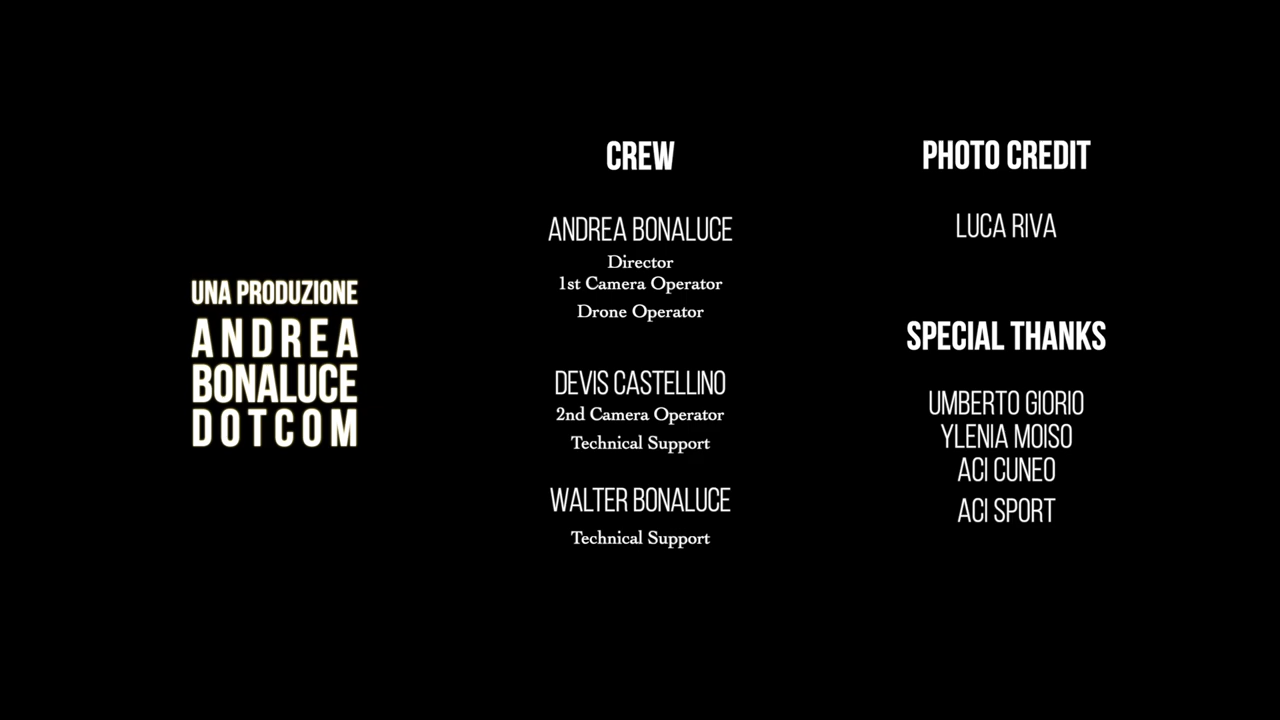 UNA PRODUZIONE
ANDREA
BONALUCE
DOTCOM
CREW
ANDREA BONALUCE
Director
1st Camera Operator
Drone Operator
DEVIS CASTELLINO
2nd Camera Operator
Technical Support
WALTER BONALUCE
Technical Support
PHOTO CREDIT
LUCA RIVA
SPECIAL THANKS
UMBERTO GIORIO
YLENIA MOISO
ACI CUNEO
ACI SPORT